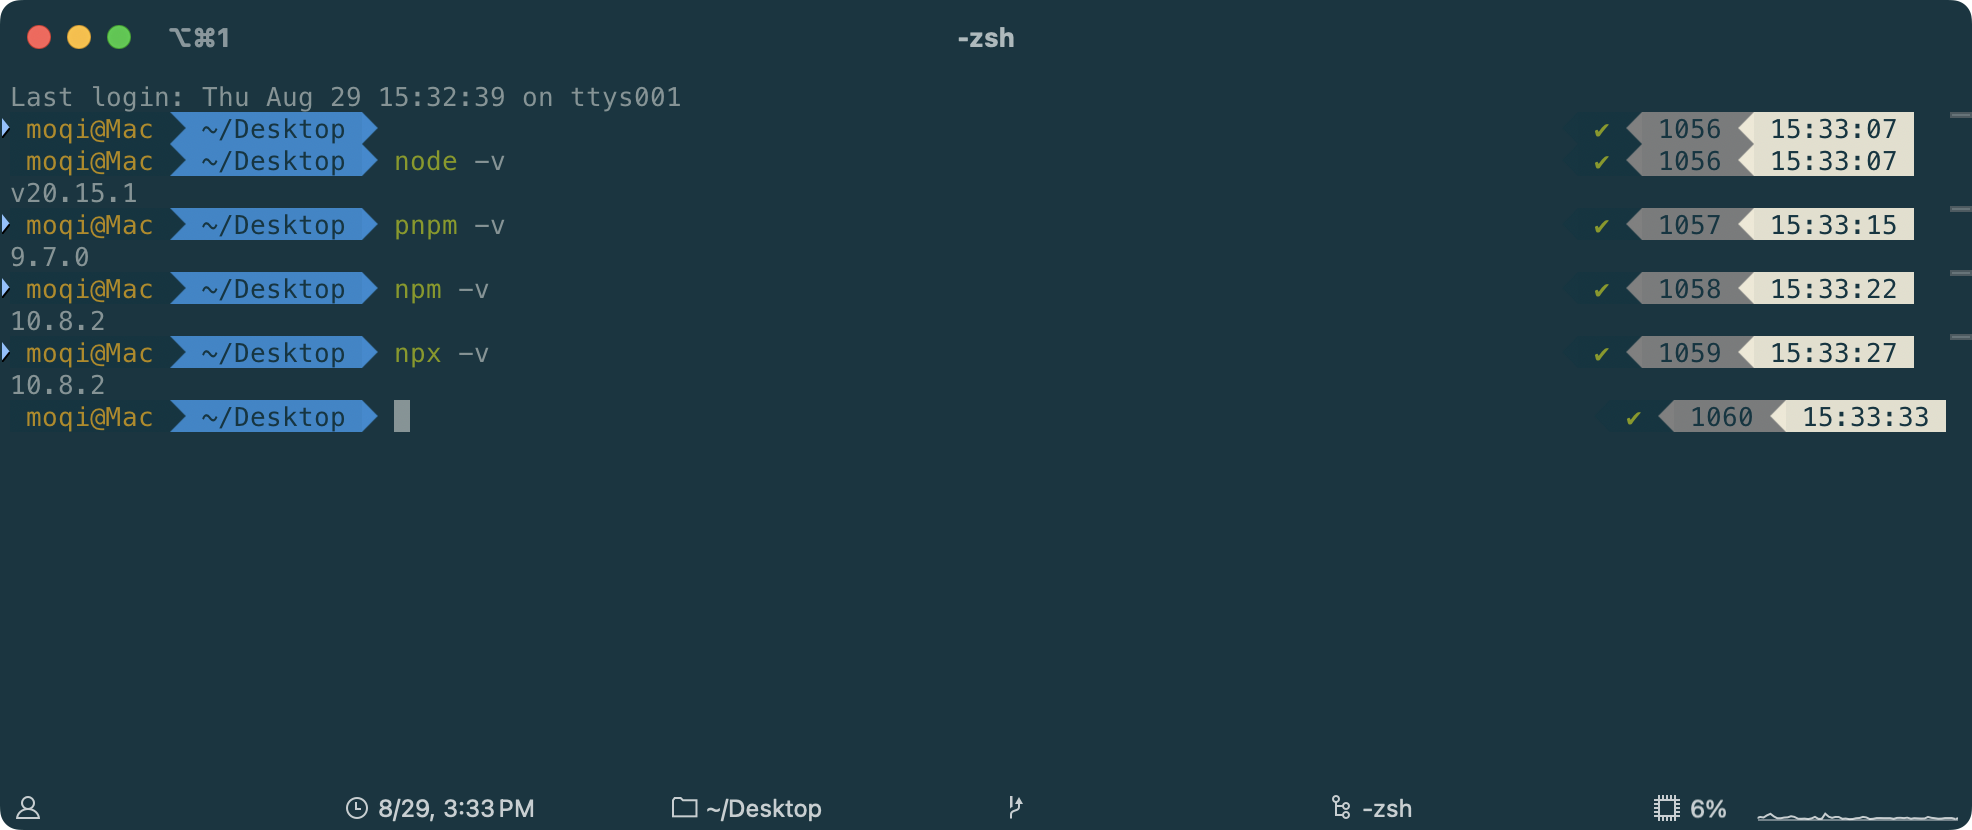 ⌥⌘1 -zsh
Last login: Thu Aug 29 15:32:39 on ttys001
moqi@Mac ~/Desktop ✔ 1056 15:33:07
moqi@Mac ~/Desktop node -v ✔ 1056 15:33:07
v20.15.1
moqi@Mac ~/Desktop pnpm -v ✔ 1057 15:33:15
9.7.0
moqi@Mac ~/Desktop npm -v ✔ 1058 15:33:22
10.8.2
moqi@Mac ~/Desktop npx -v ✔ 1059 15:33:27
10.8.2
moqi@Mac ~/Desktop ✔ 1060 15:33:33
8/29, 3:33 PM ~/Desktop -zsh 6%